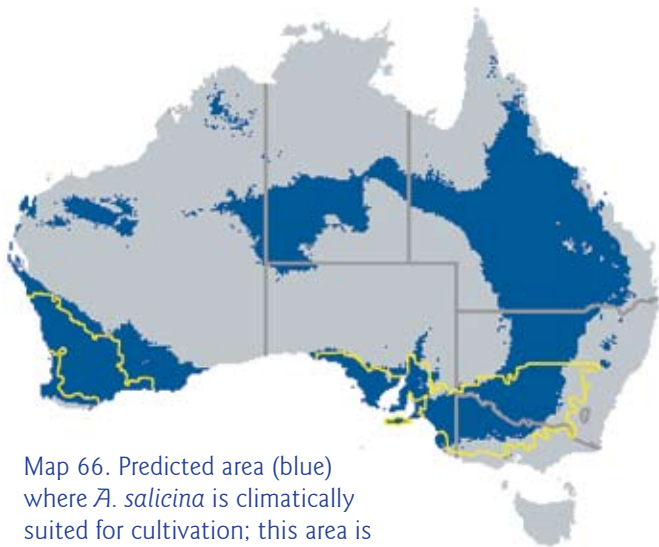 Map 66. Predicted area (blue)
where A. salicina is climatically
suited for cultivation; this area is